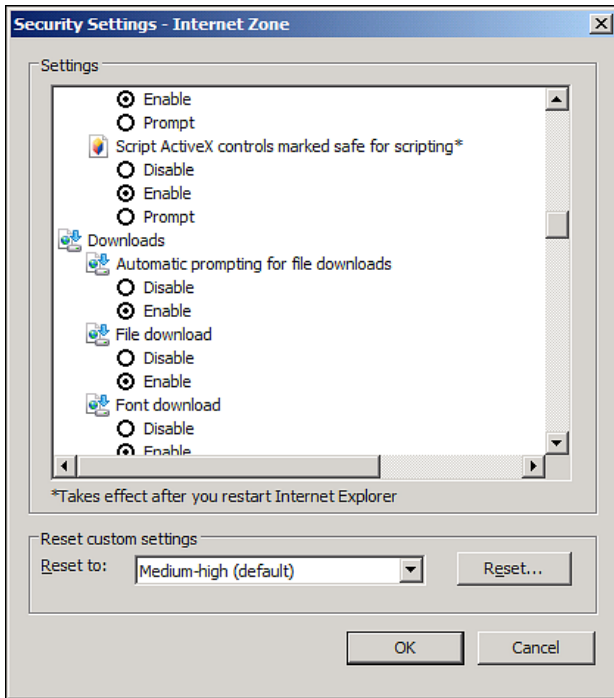 Security Settings - Internet Zone
Settings
Enable
Prompt
Script ActiveX controls marked safe for scripting*
Disable
Enable
Prompt
Downloads
Automatic prompting for file downloads
Disable
Enable
File download
Disable
Enable
Font download
Disable
Enable
*Takes effect after you restart Internet Explorer
Reset custom settings
Reset to: Medium-high (default) Reset...
OK Cancel